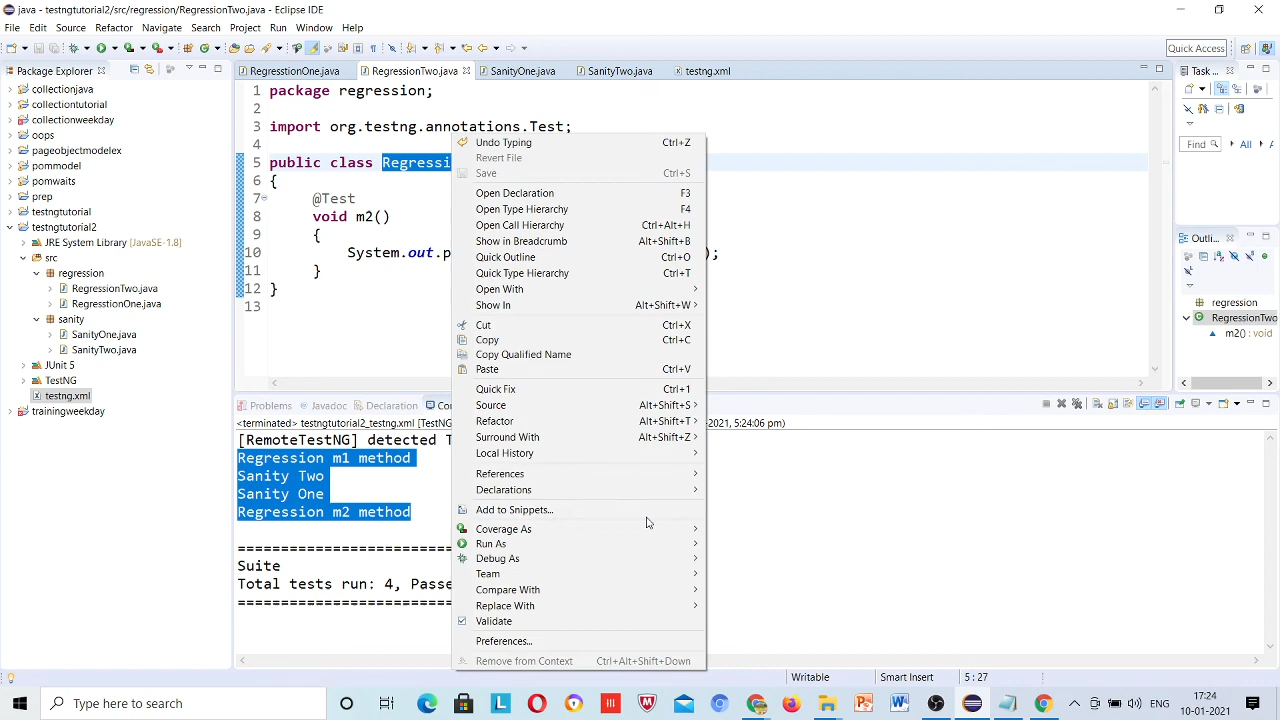 java - testngtutorial2/src/regression/RegressionTwo.java - Eclipse IDE
File Edit Source Refactor Navigate Search Project Run Window Help
Quick Access
Package Explorer
collectionjava
collectiontutorial
collectionweekday
oops
pageobjectmodelex
pommodel
pomwaits
prep
testngtutorial
testngtutorial2
JRE System Library [JavaSE-1.8]
src
regression
RegressionTwo.java
RegresstionOne.java
sanity
SanityOne.java
SanityTwo.java
JUnit 5
TestNG
testng.xml
trainingweekday
RegresstionOne.java RegressionTwo.java SanityOne.java SanityTwo.java testng.xml
1 package regression;
2
3 import org.testng.annotations.Test;
4
5 public class Regressi
6 {
7 @Test
8 void m2()
9 {
10 System.out.p );
11 }
12 }
13
Undo Typing Ctrl+Z
Revert File
Save Ctrl+S
Open Declaration F3
Open Type Hierarchy F4
Open Call Hierarchy Ctrl+Alt+H
Show in Breadcrumb Alt+Shift+B
Quick Outline Ctrl+O
Quick Type Hierarchy Ctrl+T
Open With
Show In Alt+Shift+W
Cut Ctrl+X
Copy Ctrl+C
Copy Qualified Name
Paste Ctrl+V
Quick Fix Ctrl+1
Source Alt+Shift+S
Refactor Alt+Shift+T
Surround With Alt+Shift+Z
Local History
References
Declarations
Add to Snippets...
Coverage As
Run As
Debug As
Team
Compare With
Replace With
Validate
Preferences...
Remove from Context Ctrl+Alt+Shift+Down
Task ...
Find All A
Outli...
regression
RegressionTwo
m2() : void
Problems Javadoc Declaration Co
<terminated> testngtutorial2_testng.xml [TestNG 2021, 5:24:06 pm)
[RemoteTestNG] detected T
Regression m1 method
Sanity Two
Sanity One
Regression m2 method
===============================
Suite
Total tests run: 4, Passe
===============================
Writable Smart Insert 5 : 27
Type here to search
ENG
17:24
10-01-2021